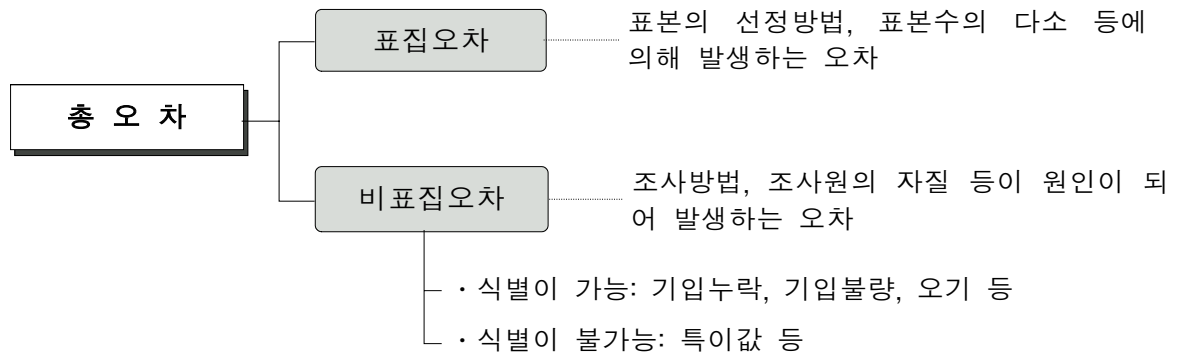 표집오차
표본의 선정방법, 표본수의 다소 등에
의해 발생하는 오차
총 오 차
비표집오차
조사방법, 조사원의 자질 등이 원인이 되
어 발생하는 오차
· 식별이 가능: 기입누락, 기입불량, 오기 등
· 식별이 불가능: 특이값 등